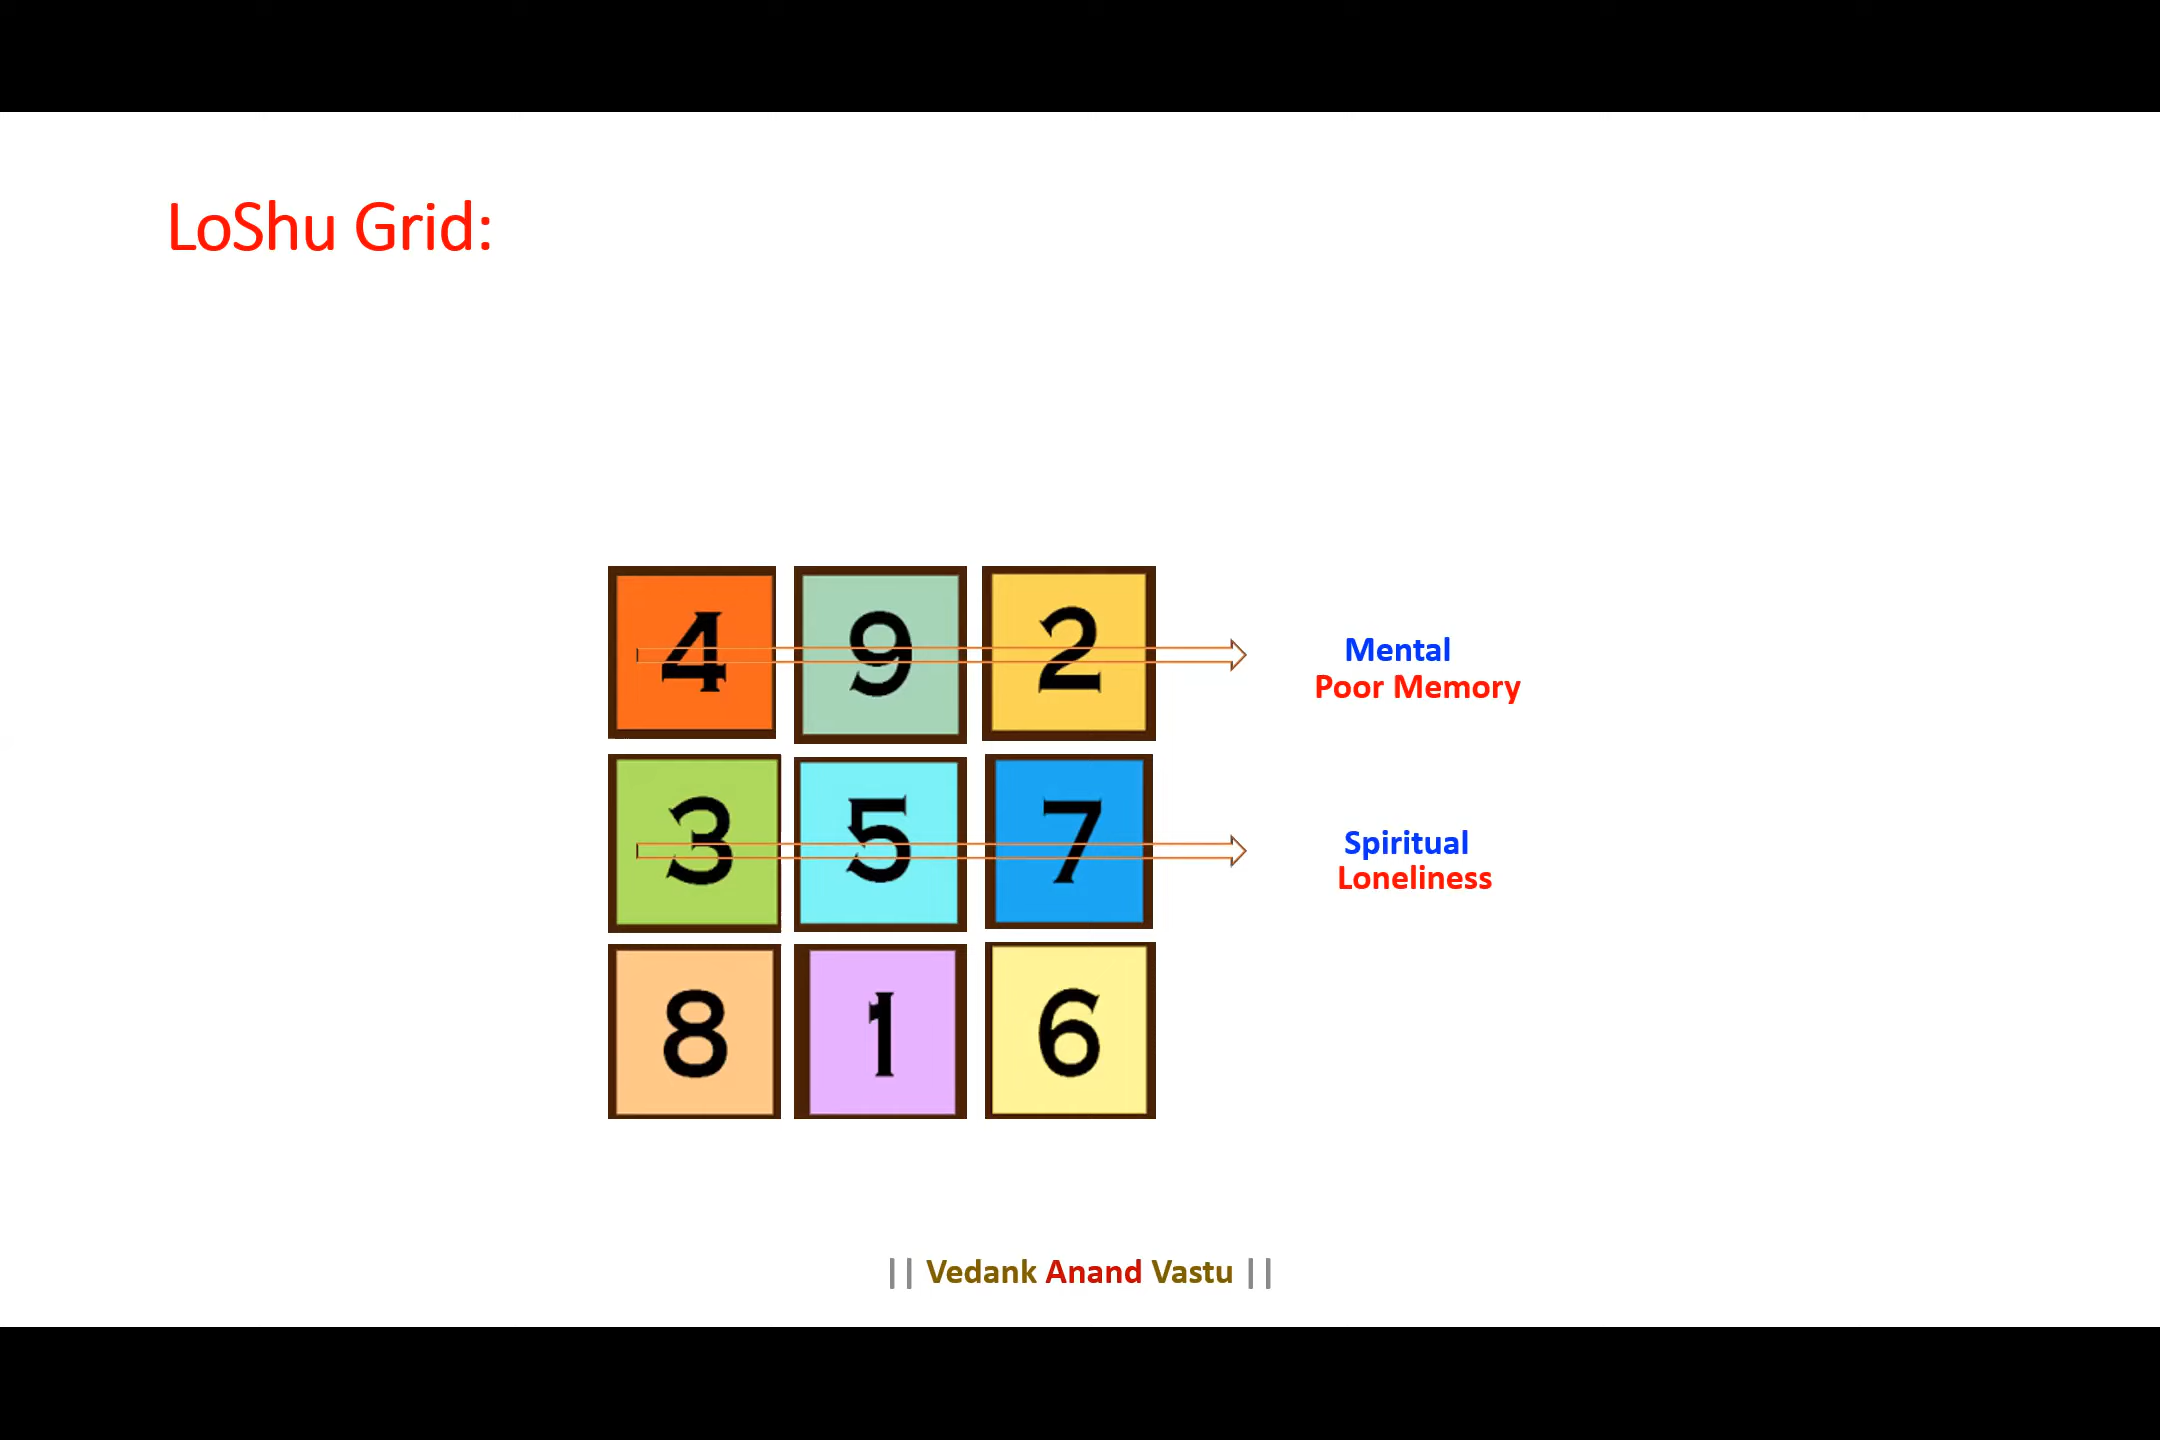 LoShu Grid:
4 9 2
Mental
Poor Memory
3 5 7
Spiritual
Loneliness
8 1 6
|| Vedank Anand Vastu ||